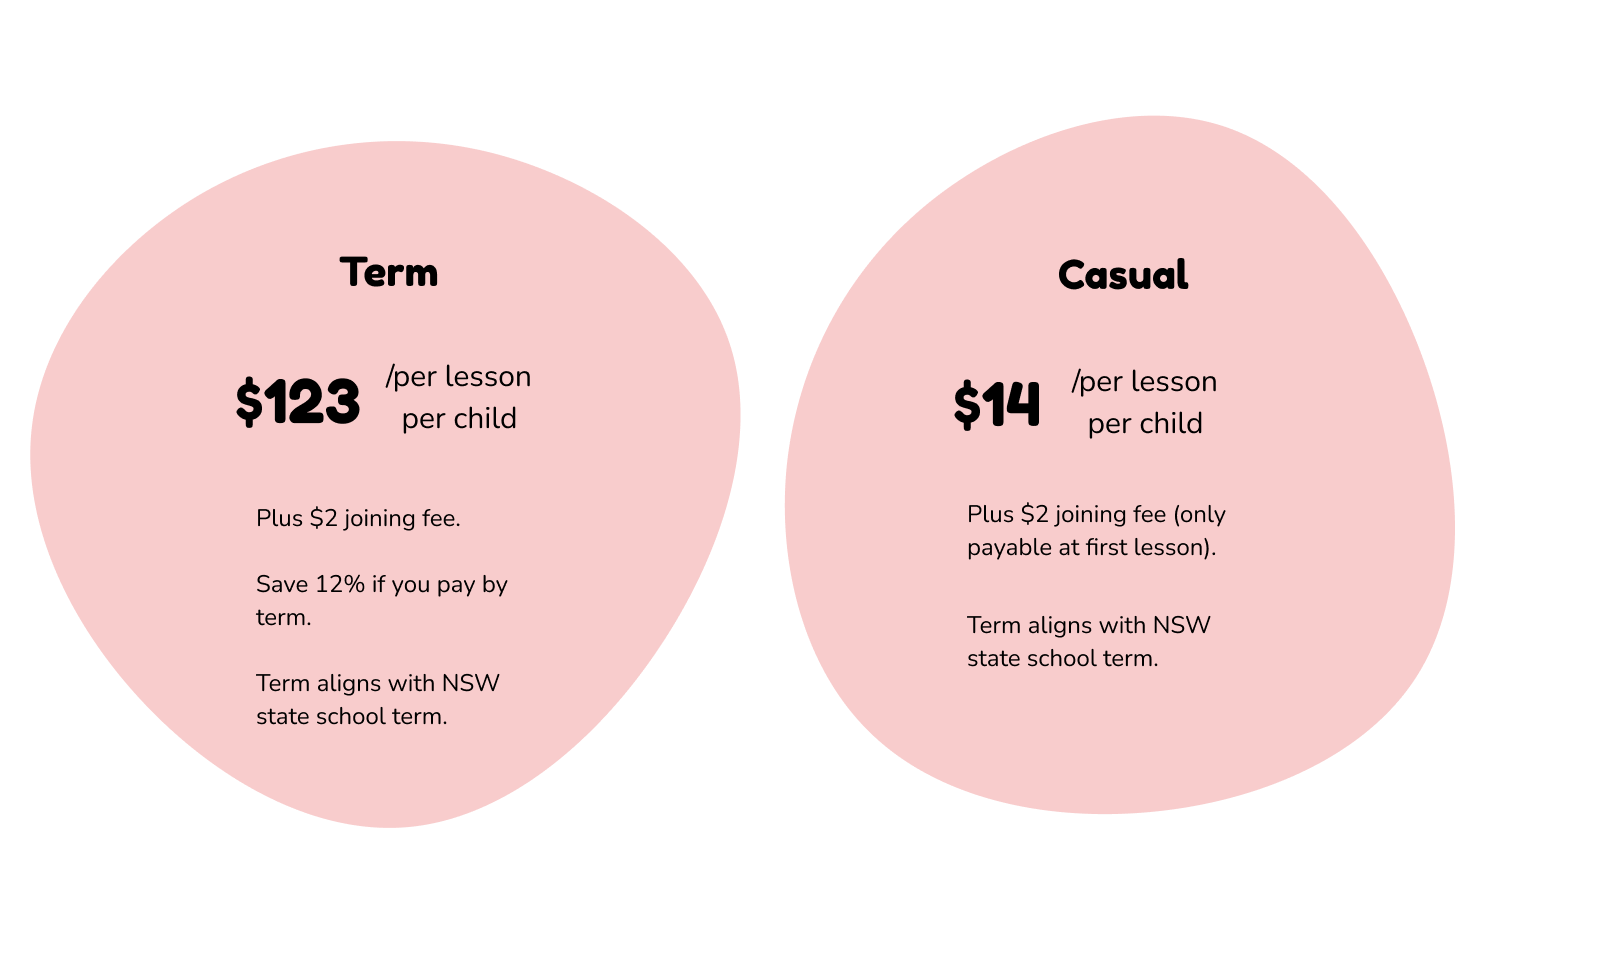 Term
$123
/per lesson
per child
Plus $2 joining fee.
Save 12% if you pay by
term.
Term aligns with NSW
state school term.
Casual
$14
/per lesson
per child
Plus $2 joining fee (only
payable at first lesson).
Term aligns with NSW
state school term.